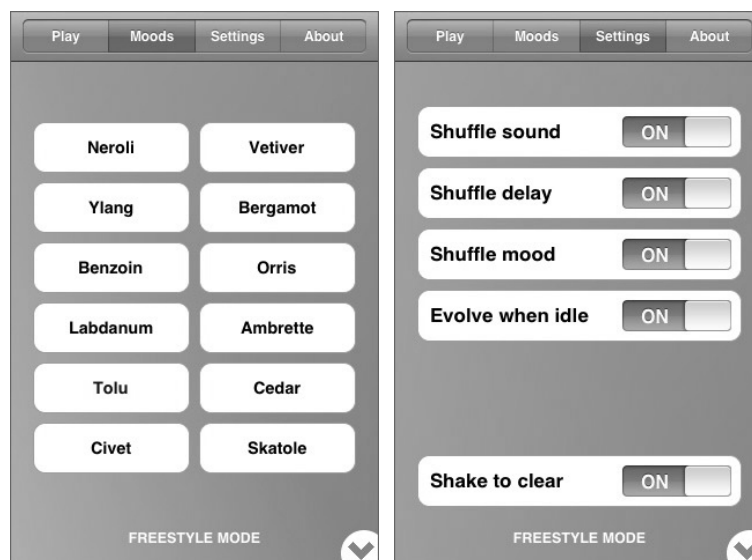 Play Moods Settings About
Neroli Vetiver
Ylang Bergamot
Benzoin Orris
Labdanum Ambrette
Tolu Cedar
Civet Skatole
FREESTYLE MODE
Play Moods Settings About
Shuffle sound ON
Shuffle delay ON
Shuffle mood ON
Evolve when idle ON
Shake to clear ON
FREESTYLE MODE